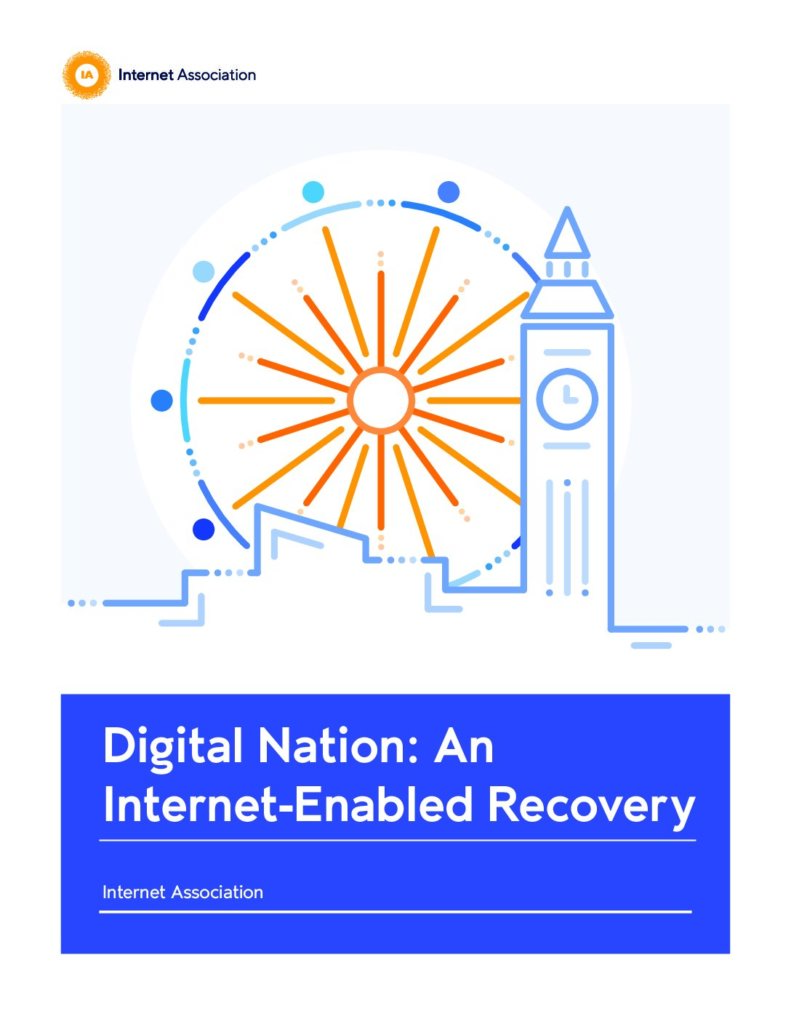 IA
Internet Association
Digital Nation: An
Internet-Enabled Recovery
Internet Association